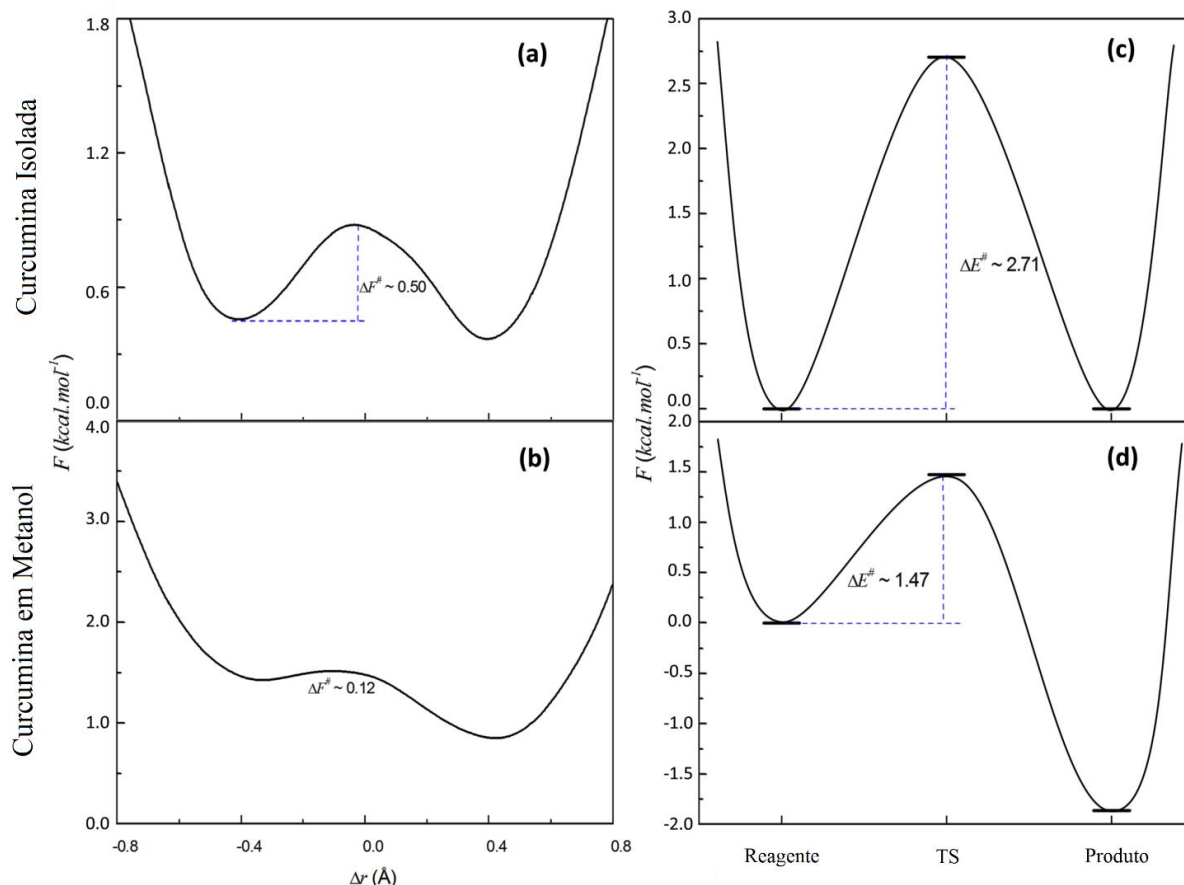 Curcumina Isolada
Curcumina em Metanol
F (kcal.mol⁻¹)
(a)
1.8
1.2
0.6
0.0
ΔF# ~ 0.50
(b)
4.0
3.0
2.0
1.0
0.0
ΔF# ~ 0.12
-0.8
-0.4
0.0
0.4
0.8
Δr (Å)
F (kcal.mol⁻¹)
(c)
3.0
2.5
2.0
1.5
1.0
0.5
0.0
ΔE# ~ 2.71
(d)
2.0
1.5
1.0
0.5
0.0
-0.5
-1.0
-1.5
-2.0
ΔE# ~ 1.47
Reagente
TS
Produto